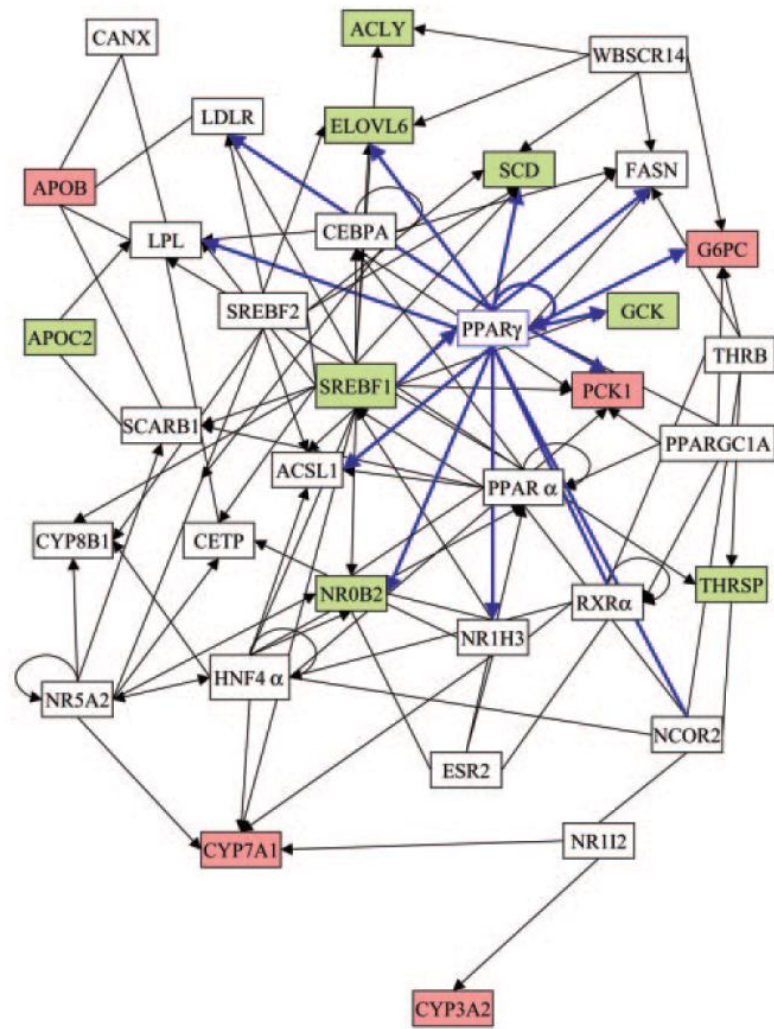 ACLY
CANX
WBSCR14
LDLR
ELOVL6
SCD
FASN
APOB
CEBPA
LPL
G6PC
SREBF2
PPARγ
GCK
APOC2
THRB
SREBF1
PCK1
SCARB1
PPARGC1A
ACSL1
PPAR α
CYP8B1
CETP
NR0B2
THRSP
RXRα
NR1H3
HNF4 α
NR5A2
NCOR2
ESR2
CYP7A1
NR1I2
CYP3A2